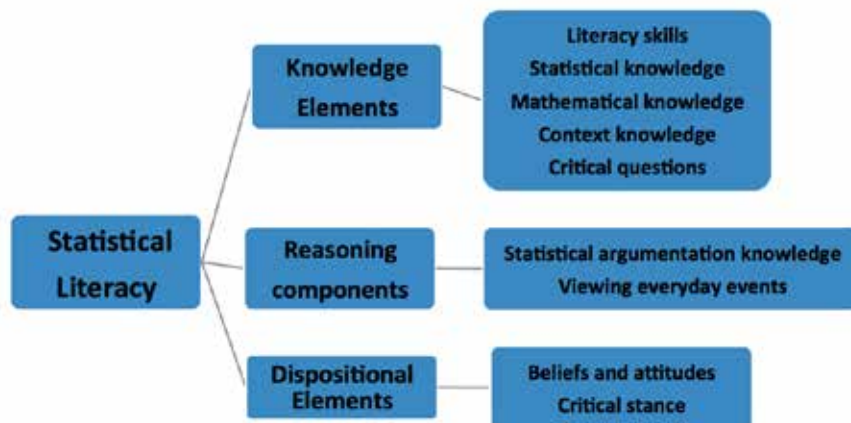 Statistical
Literacy
Knowledge
Elements
Literacy skills
Statistical knowledge
Mathematical knowledge
Context knowledge
Critical questions
Reasoning
components
Statistical argumentation knowledge
Viewing everyday events
Dispositional
Elements
Beliefs and attitudes
Critical stance